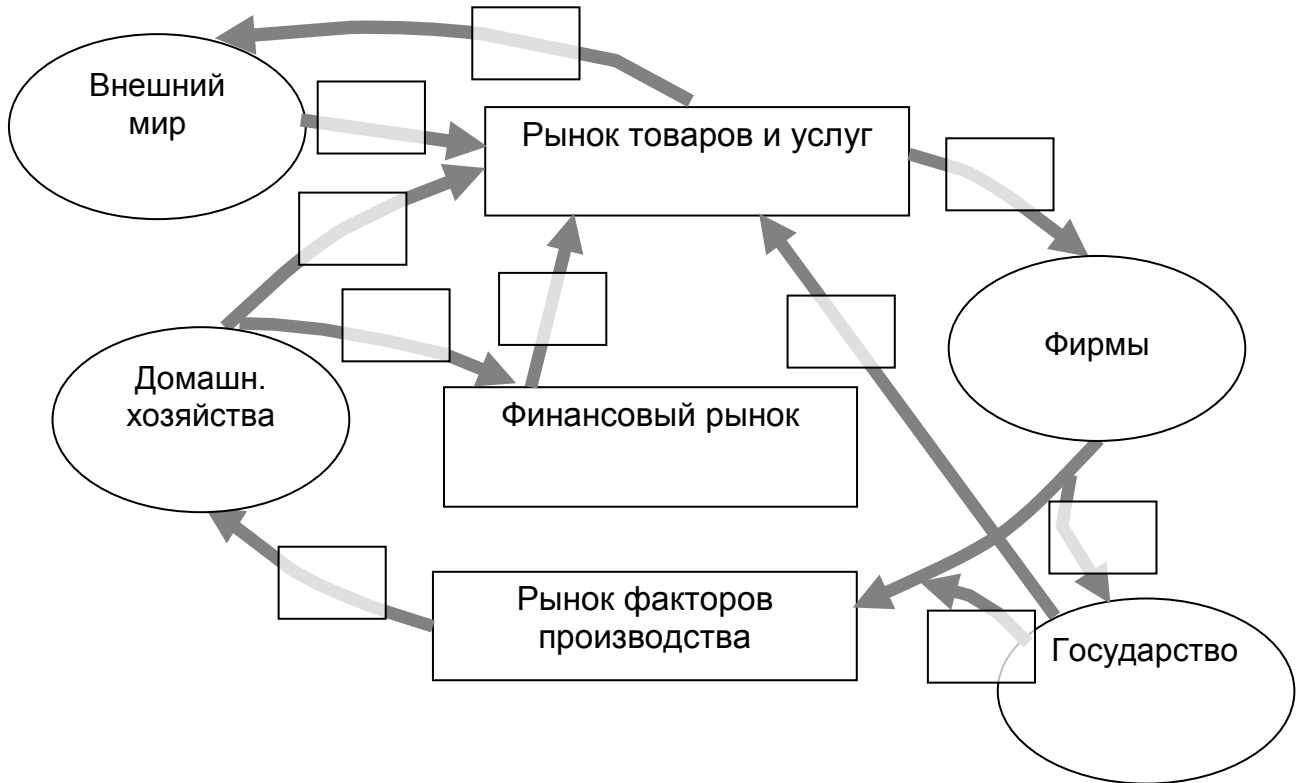 Внешний
мир
Рынок товаров и услуг
Фирмы
Домашн.
хозяйства
Финансовый рынок
Рынок факторов
производства
Государство